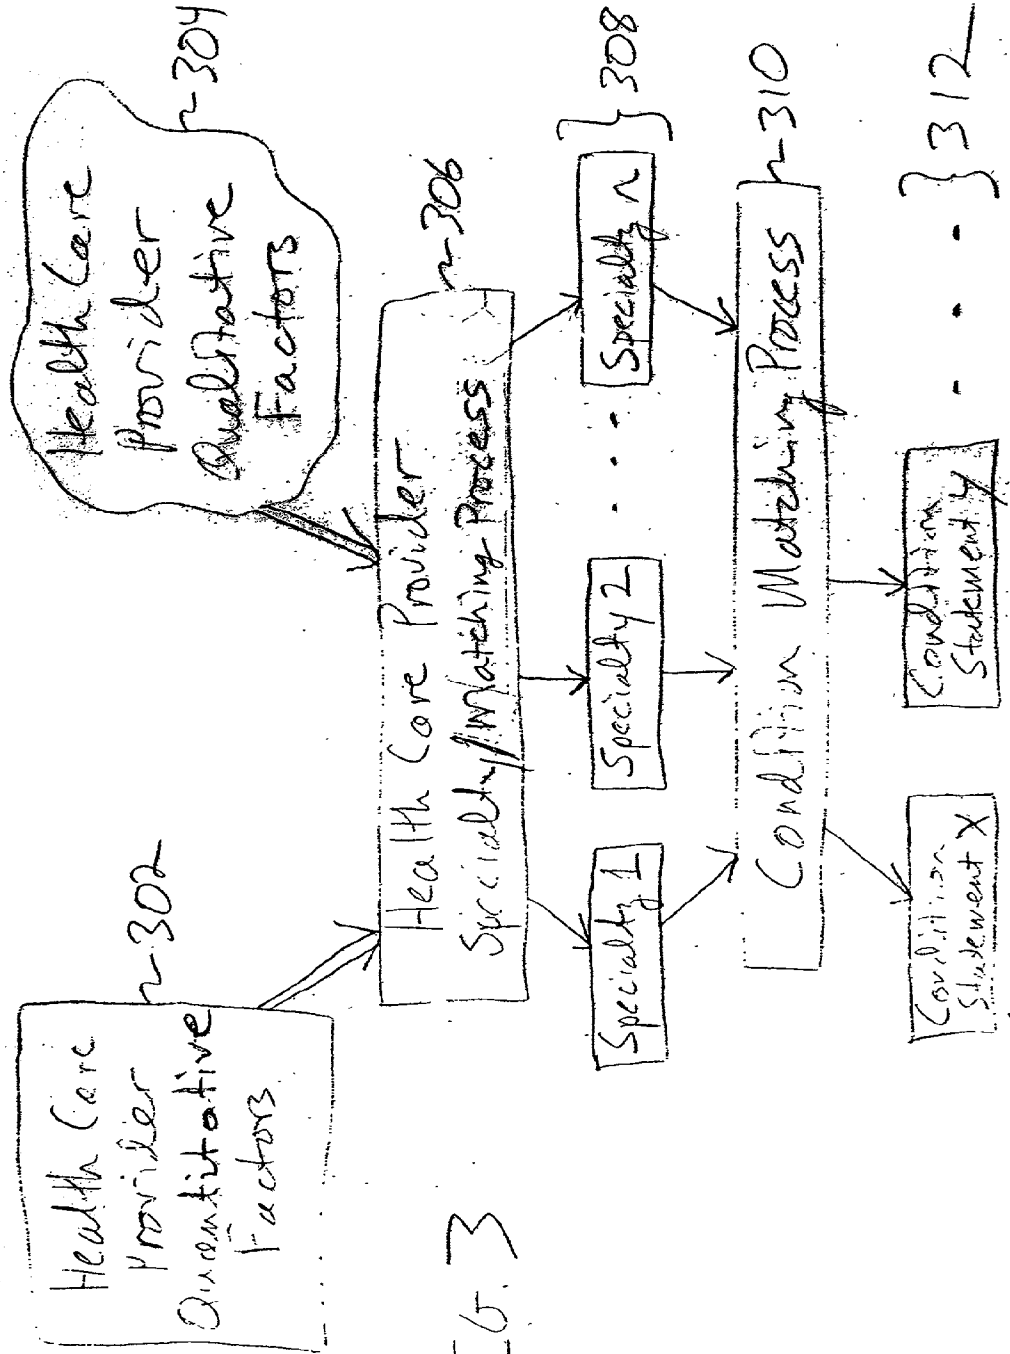 Health Care
Provider
Quantitative
Factors
~302
Health Care
Provider
Qualitative
Factors
~304
Health Care Provider
Specialty/Matching Process
~306
Specialty 1
Specialty 2
. . .
Specialty n
} 308
Condition Matching Process
~310
Condition
Statement X
Condition
Statement Y
. . . .
} 312
IG. 3